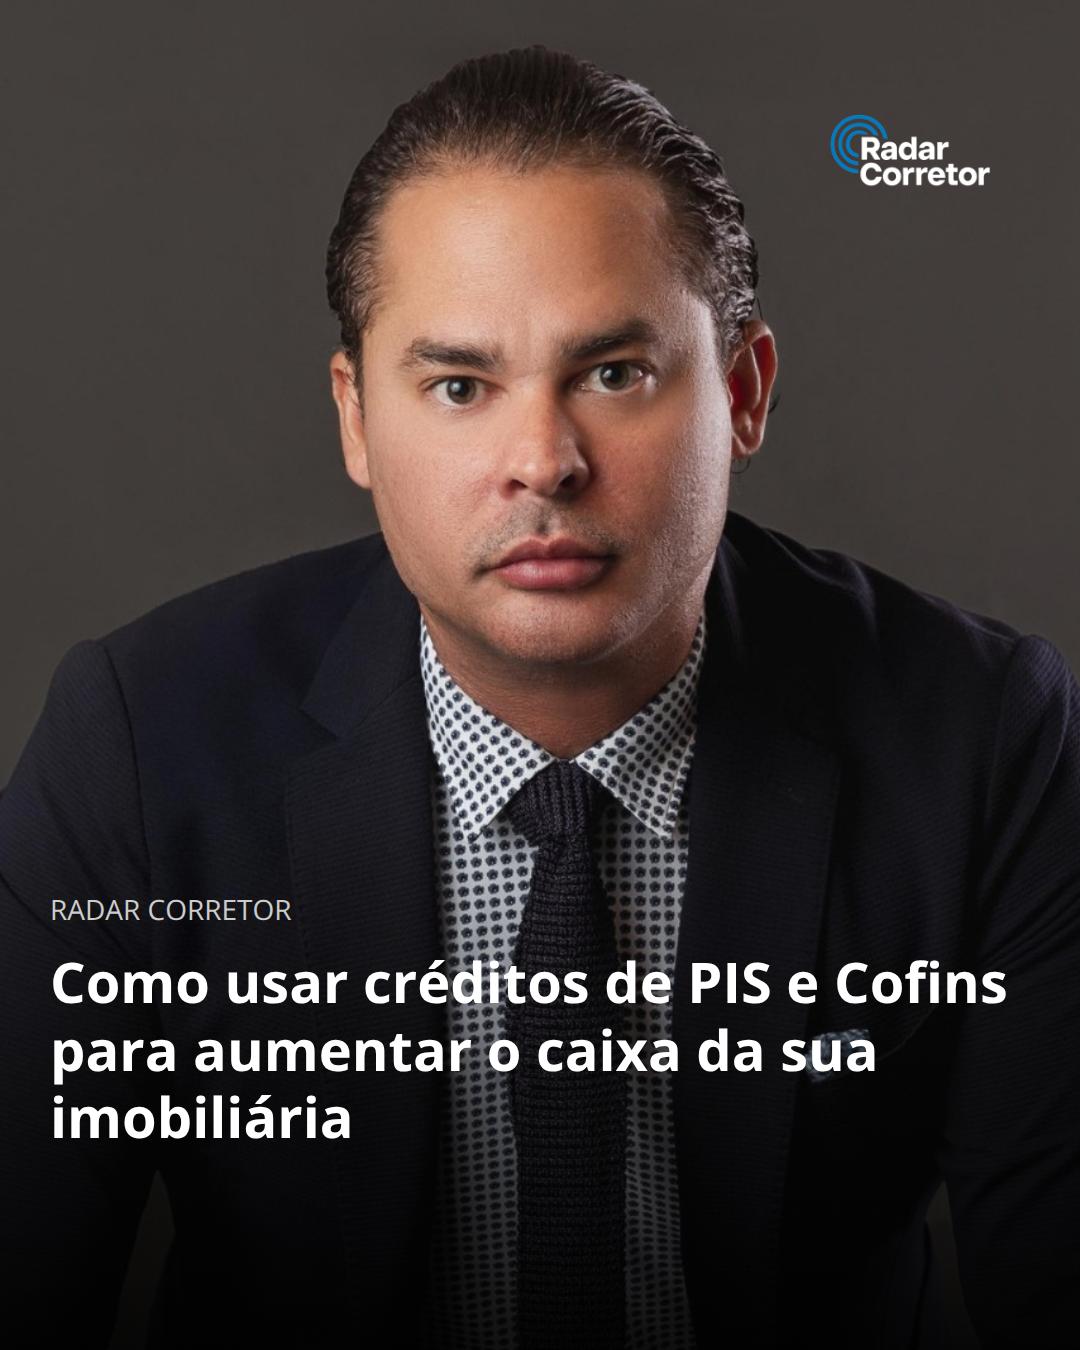 Radar
Corretor
RADAR CORRETOR
Como usar créditos de PIS e Cofins
para aumentar o caixa da sua
imobiliária